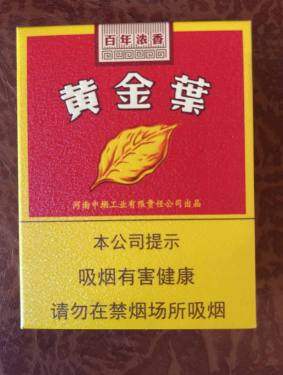 百年浓香
黄金葉
河南中烟工业有限责任公司出品
本公司提示
吸烟有害健康
请勿在禁烟场所吸烟